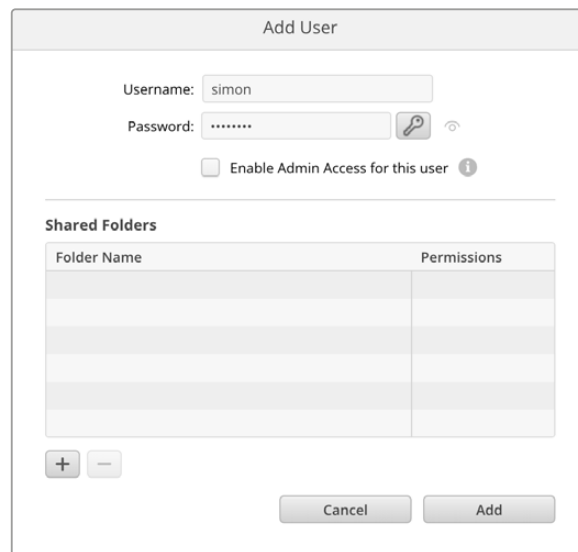 Add User
Username: simon
Password: ••••••••
Enable Admin Access for this user
Shared Folders
Folder Name Permissions
Cancel Add